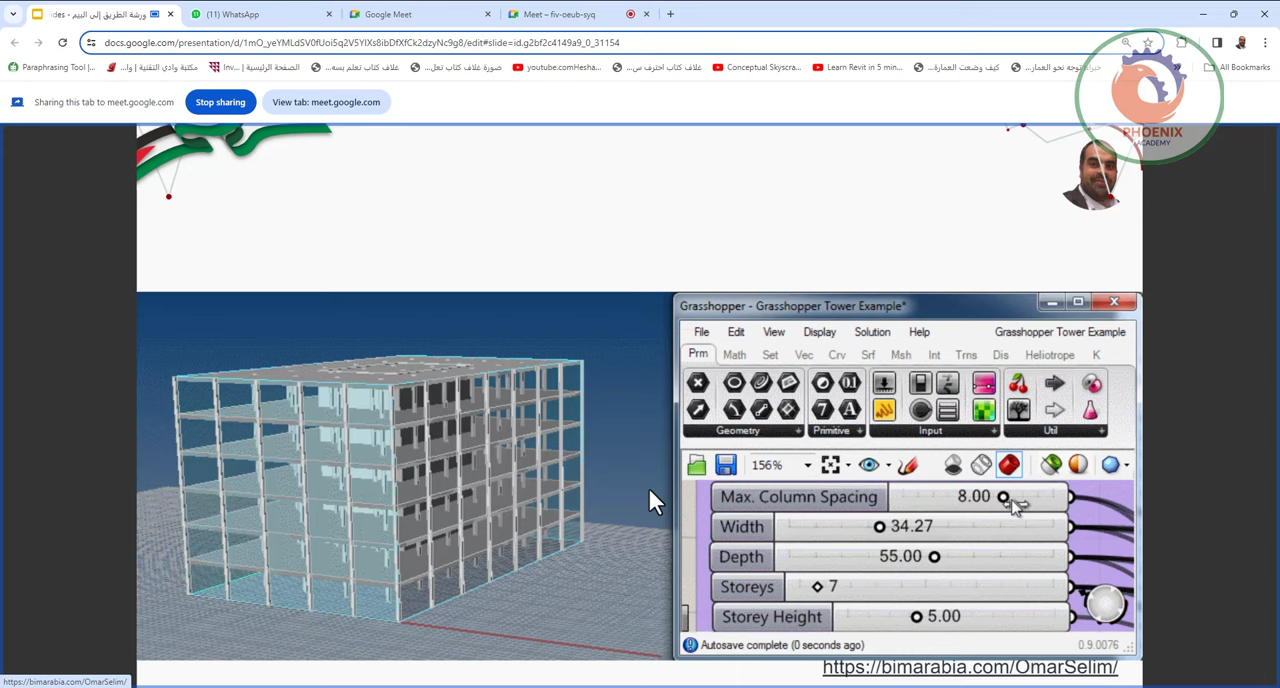 ورشة الطريق إلى البيم - ides
(11) WhatsApp
Google Meet
Meet – fiv-oeub-syq
docs.google.com/presentation/d/1mO_yeYMLdSV0fUoi5q2V5YIXs8ibDfXfCk2dzyNc9g8/edit#slide=id.g2bf2c4149a9_0_31154
Paraphrasing Tool |...
مكتبة وادي التقنية | وا...
Inv... | الصفحة الرئيسية
غلاف كتاب تعلم بسه...
صورة غلاف كتاب تعل...
youtube.comHesha...
غلاف كتاب احترف س...
Conceptual Skyscra...
Learn Revit in 5 min...
كيف وضعت العمارة...
»
All Bookmarks
Sharing this tab to meet.google.com
Stop sharing
View tab: meet.google.com
PHOENIX
ACADEMY
Grasshopper - Grasshopper Tower Example*
File Edit View Display Solution Help Grasshopper Tower Example
Prm Math Set Vec Crv Srf Msh Int Trns Dis Heliotrope K
Geometry Primitive Input Util
156%
Max. Column Spacing 8.00
Width 34.27
Depth 55.00
Storeys 7
Storey Height 5.00
Autosave complete (0 seconds ago) 0.9.0076
https://bimarabia.com/OmarSelim/
https://bimarabia.com/OmarSelim/